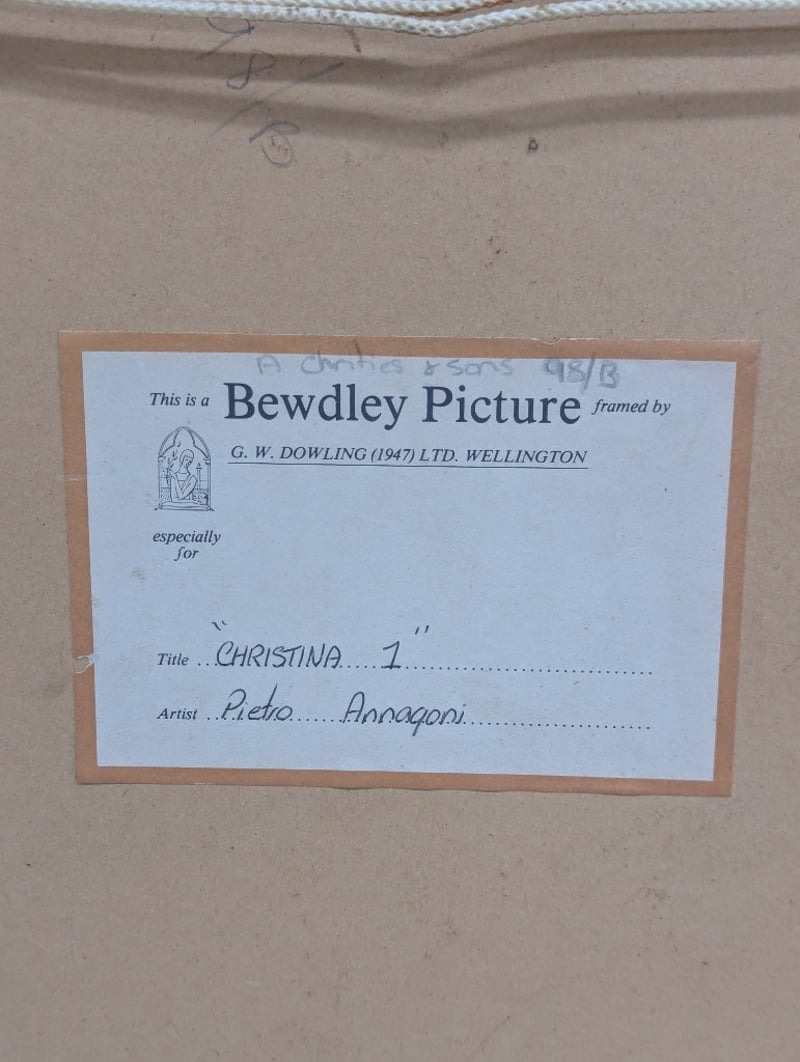 98/B
A Christies & Sons 98/B
This is a Bewdley Picture framed by
G. W. DOWLING (1947) LTD. WELLINGTON
especially
for
Title "CHRISTINA 1"
Artist Pietro Annagoni